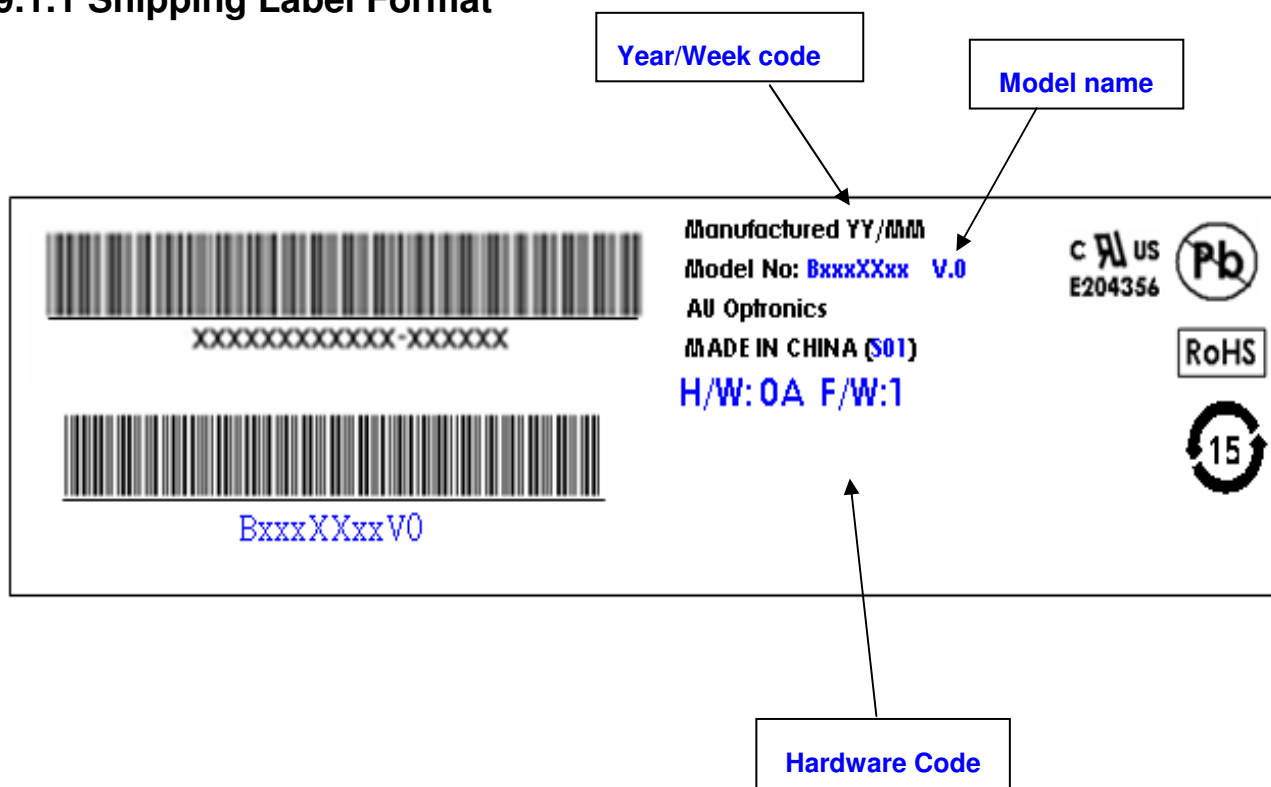 9.1.1 Shipping Label Format
Year/Week code
Model name
Manufactured YY/MM
Model No: BxxxXXxx V.0
AU Optronics
MADE IN CHINA (S01)
H/W: 0A F/W:1
XXXXXXXXXXXX-XXXXXX
BxxxXXxxV0
c RU US
E204356
Pb
RoHS
15
Hardware Code